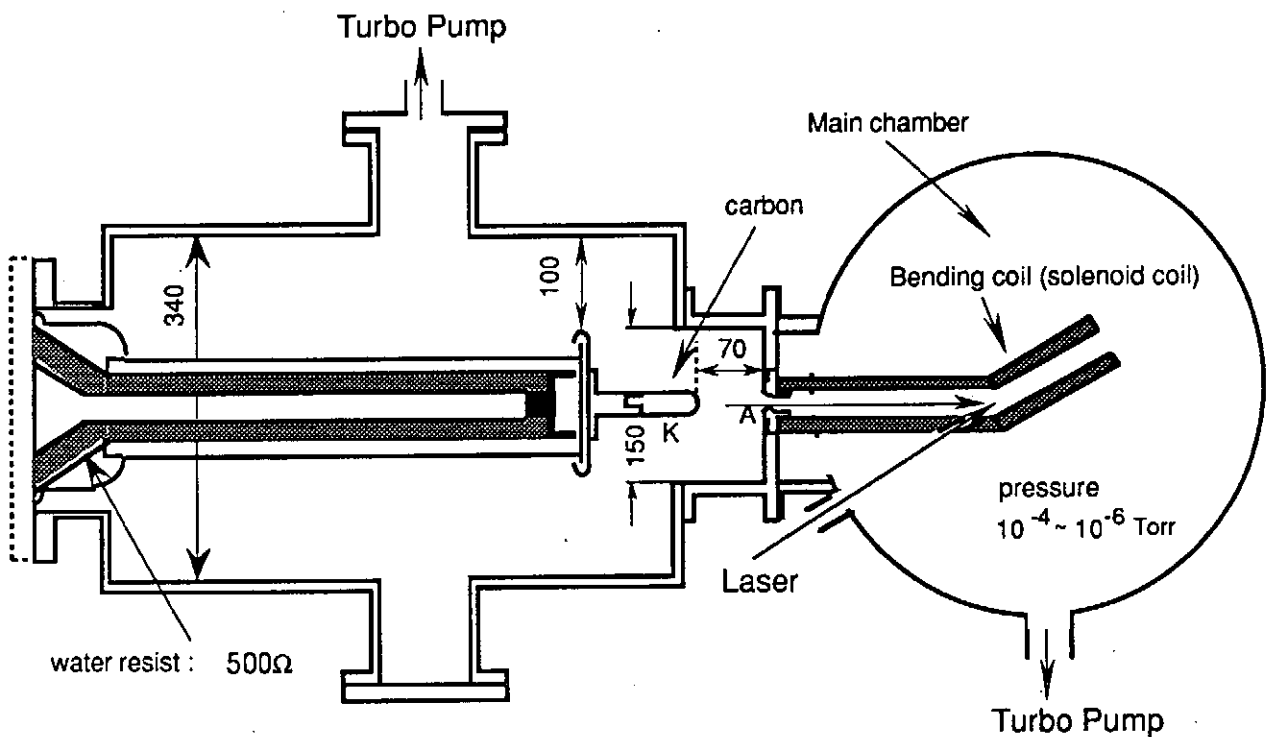 Turbo Pump
Main chamber
carbon
Bending coil (solenoid coil)
340
100
70
K
A
150
pressure
10⁻⁴ ~ 10⁻⁶ Torr
Laser
water resist : 500Ω
Turbo Pump